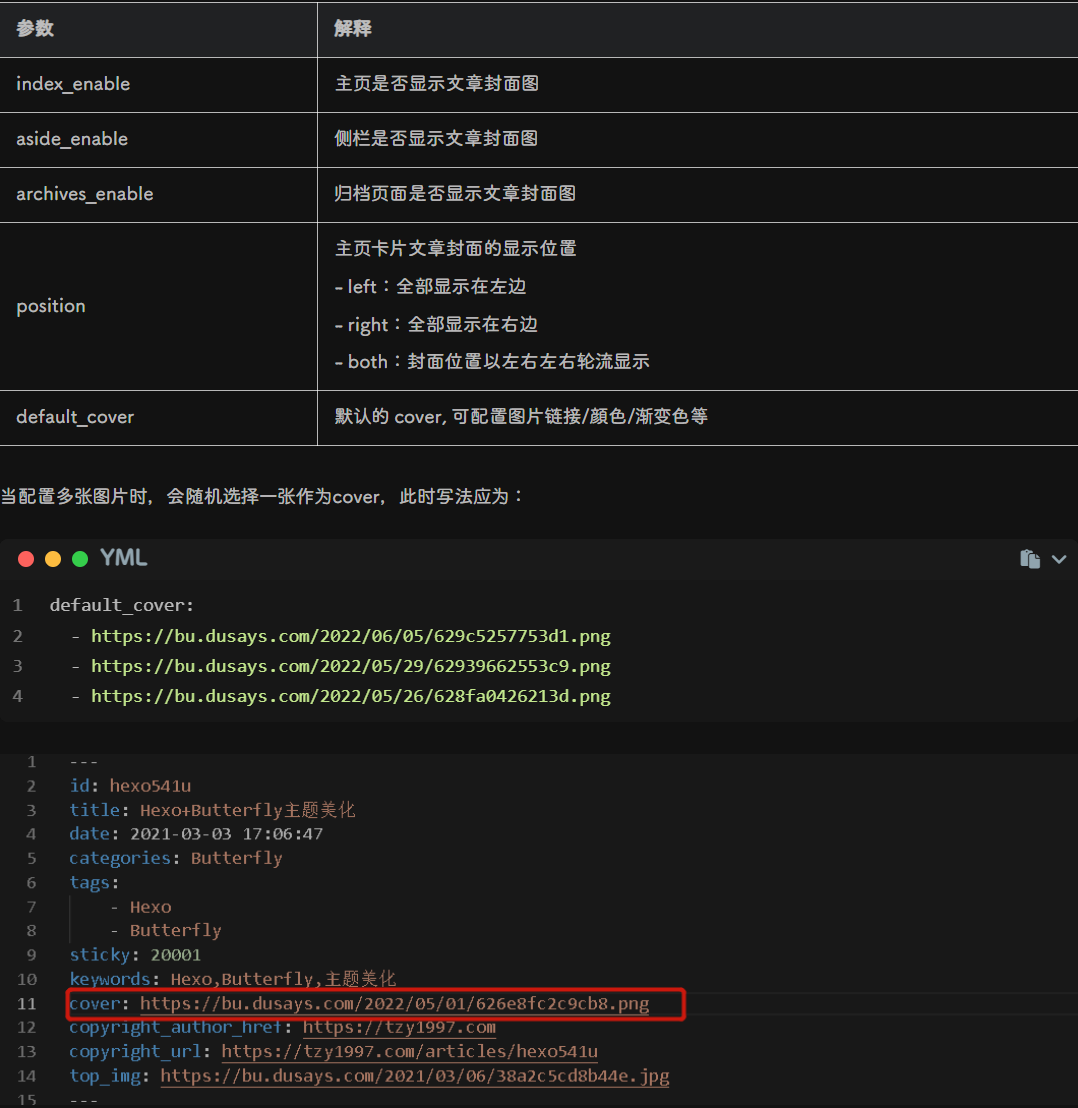 参数 解释
index_enable 主页是否显示文章封面图
aside_enable 侧栏是否显示文章封面图
archives_enable 归档页面是否显示文章封面图
position 主页卡片文章封面的显示位置
- left：全部显示在左边
- right：全部显示在右边
- both：封面位置以左右左右轮流显示
default_cover 默认的 cover, 可配置图片链接/顏色/渐变色等
当配置多张图片时，会随机选择一张作为cover，此时写法应为：
YML
1 default_cover:
2 - https://bu.dusays.com/2022/06/05/629c5257753d1.png
3 - https://bu.dusays.com/2022/05/29/62939662553c9.png
4 - https://bu.dusays.com/2022/05/26/628fa0426213d.png
1 ---
2 id: hexo541u
3 title: Hexo+Butterfly主题美化
4 date: 2021-03-03 17:06:47
5 categories: Butterfly
6 tags:
7 - Hexo
8 - Butterfly
9 sticky: 20001
10 keywords: Hexo,Butterfly,主题美化
11 cover: https://bu.dusays.com/2022/05/01/626e8fc2c9cb8.png
12 copyright_author_href: https://tzy1997.com
13 copyright_url: https://tzy1997.com/articles/hexo541u
14 top_img: https://bu.dusays.com/2021/03/06/38a2c5cd8b44e.jpg
15 ---